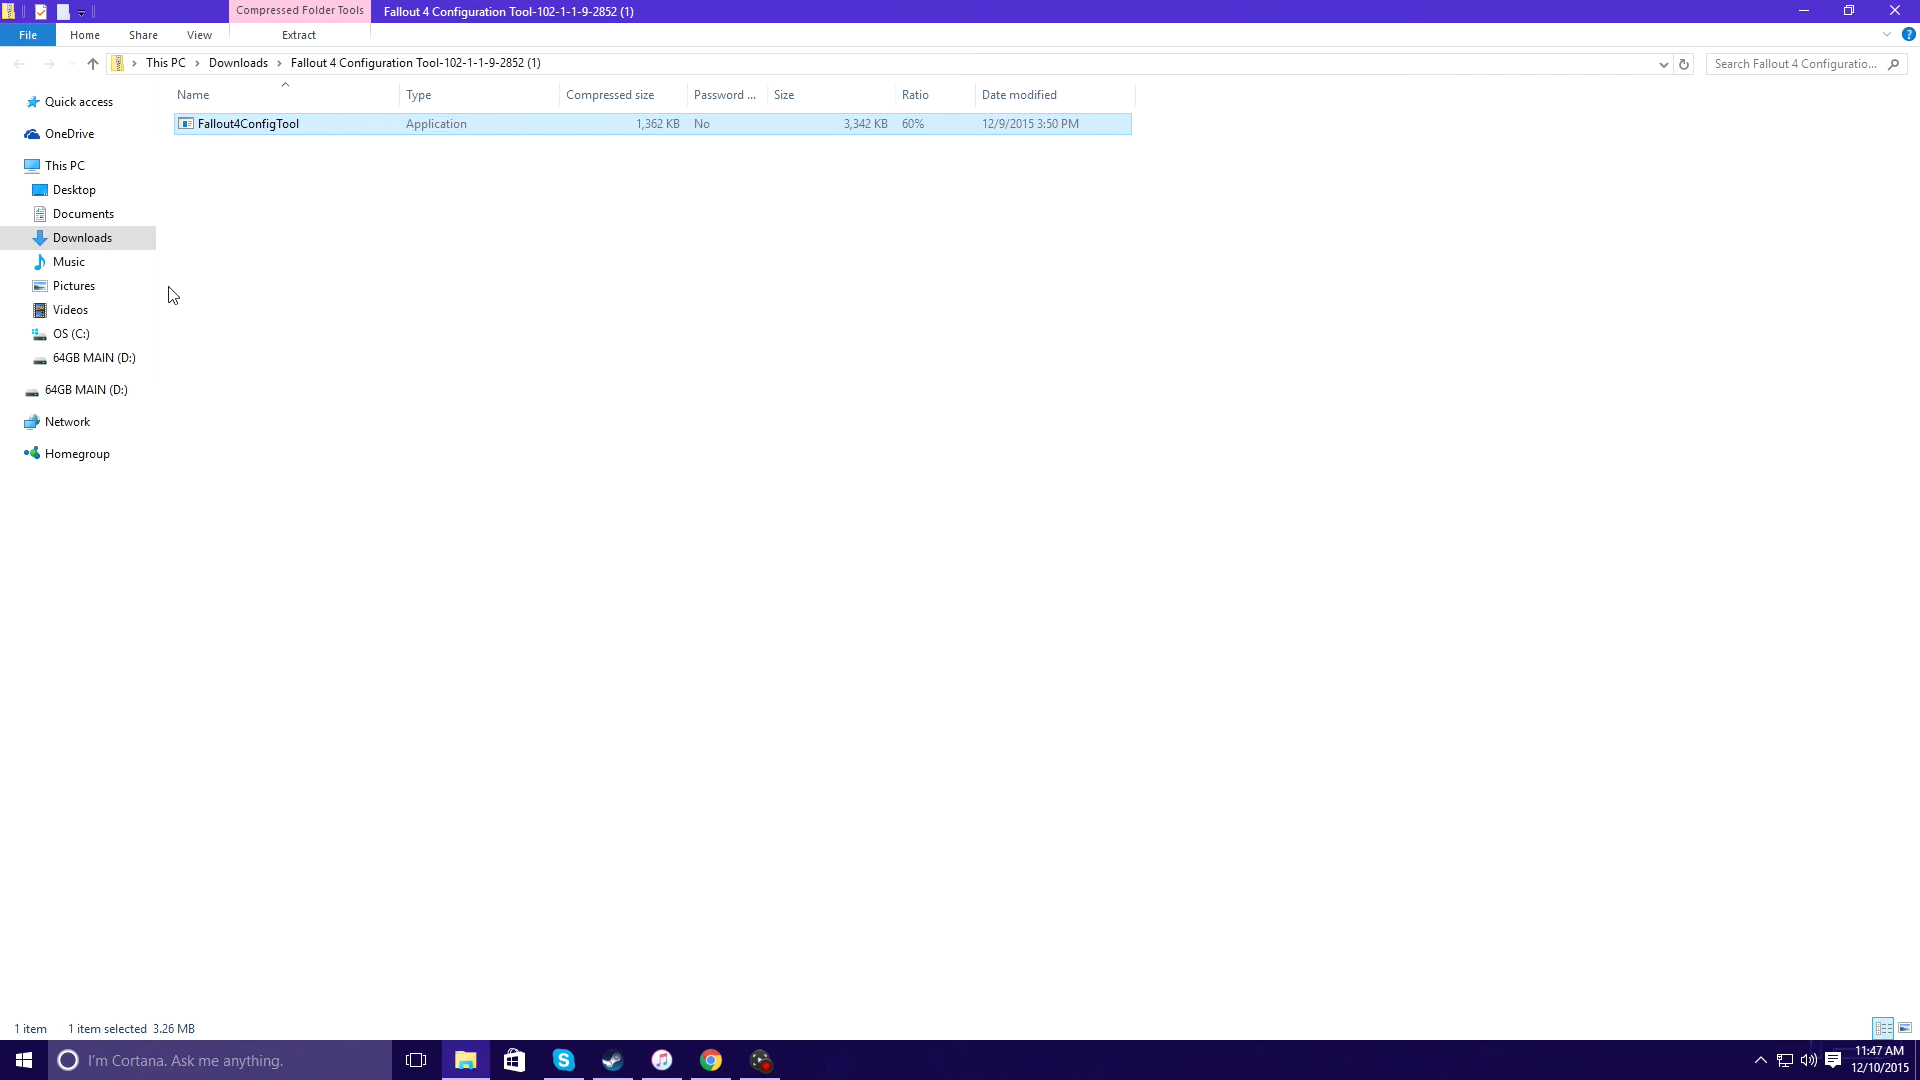 Compressed Folder Tools
Fallout 4 Configuration Tool-102-1-1-9-2852 (1)
File
Home
Share
View
Extract
This PC
Downloads
Fallout 4 Configuration Tool-102-1-1-9-2852 (1)
Search Fallout 4 Configuratio...
Name
Type
Compressed size
Password ...
Size
Ratio
Date modified
Fallout4ConfigTool
Application
1,362 KB
No
3,342 KB
60%
12/9/2015 3:50 PM
Quick access
OneDrive
This PC
Desktop
Documents
Downloads
Music
Pictures
Videos
OS (C:)
64GB MAIN (D:)
64GB MAIN (D:)
Network
Homegroup
1 item
1 item selected 3.26 MB
I'm Cortana. Ask me anything.
11:47 AM
12/10/2015